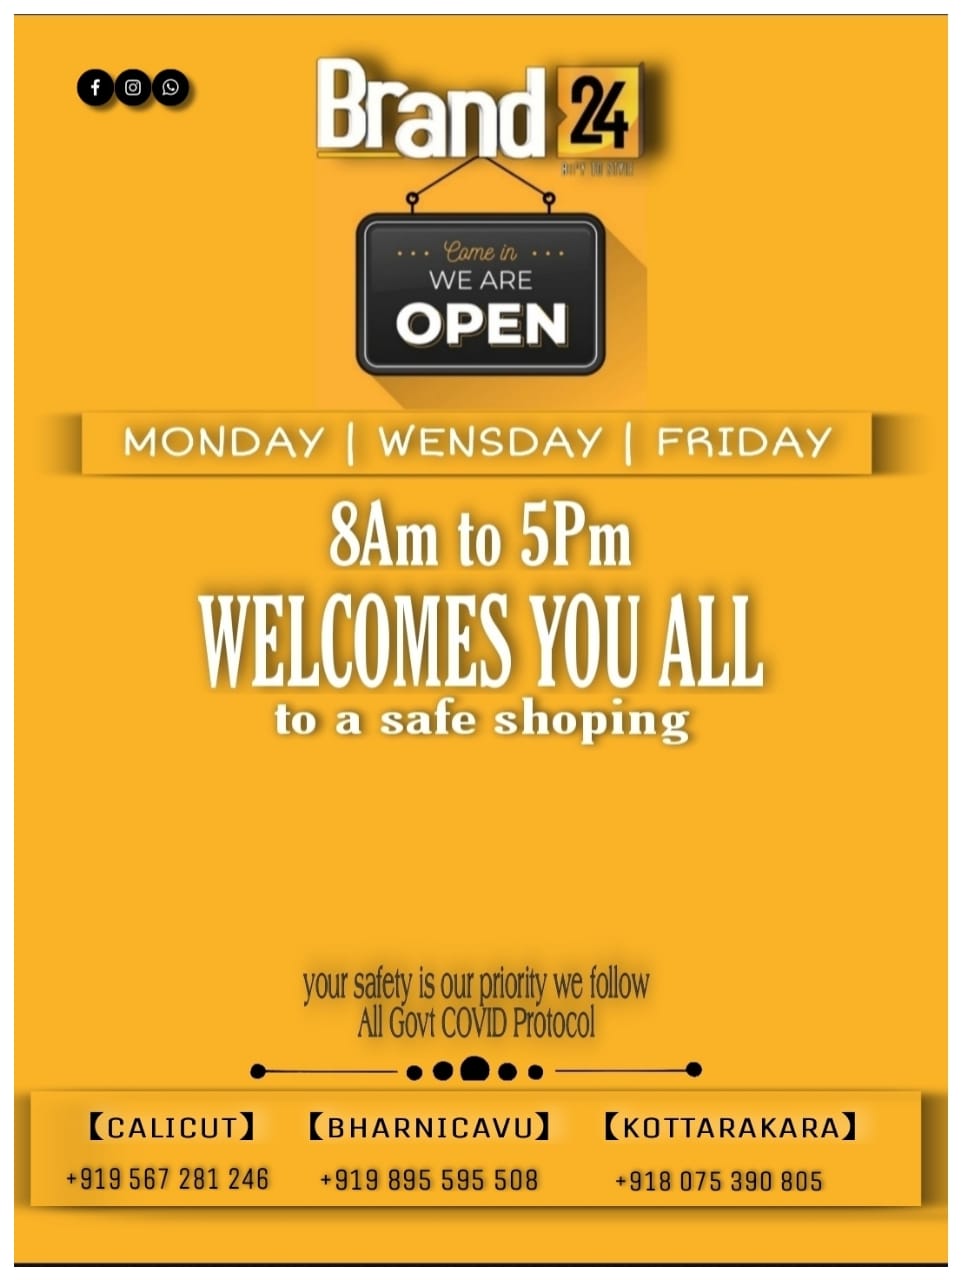 Brand 24
Come in
WE ARE
OPEN
MONDAY | WENSDAY | FRIDAY
8Am to 5Pm
WELCOMES YOU ALL
to a safe shoping
your safety is our priority we follow
All Govt COVID Protocol
【CALICUT】 【BHARNICAVU】 【KOTTARAKARA】
+919 567 281 246 +919 895 595 508 +918 075 390 805